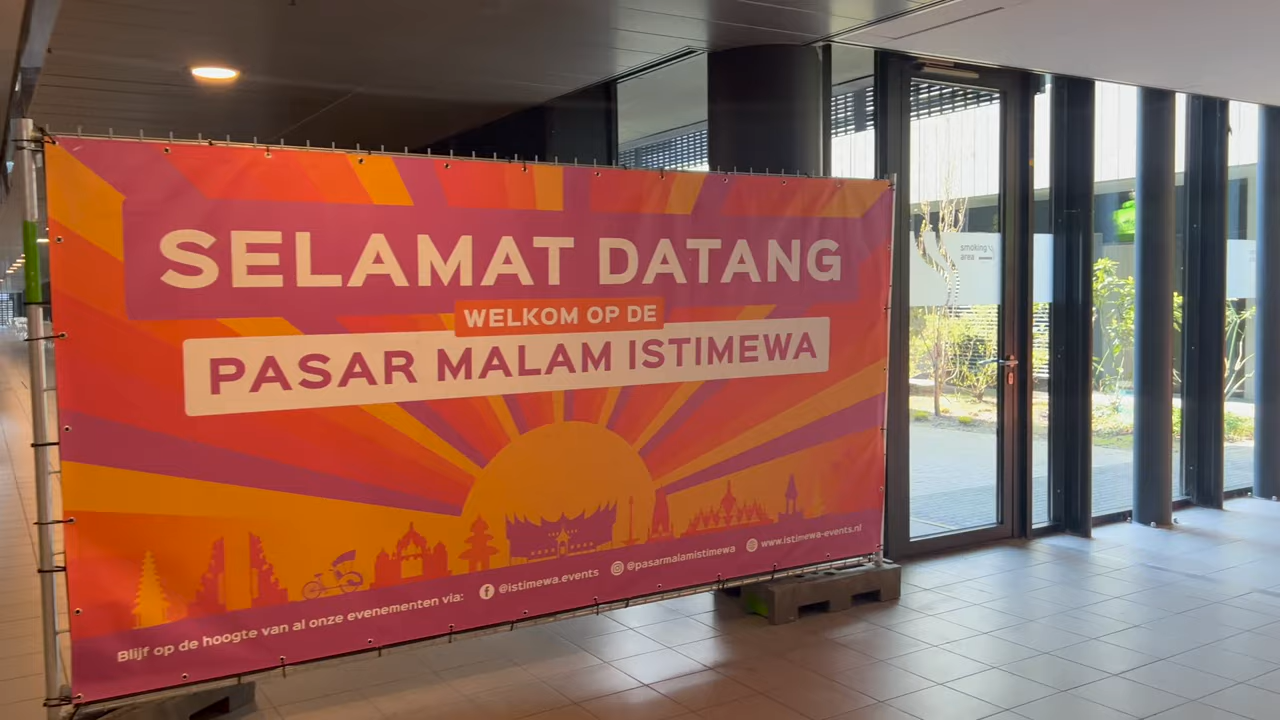 SELAMAT DATANG
WELKOM OP DE
PASAR MALAM ISTIMEWA
Blijf op de hoogte van al onze evenementen via: @istimewa.events @pasarmalamistimewa www.istimewa-events.nl
smoking
area